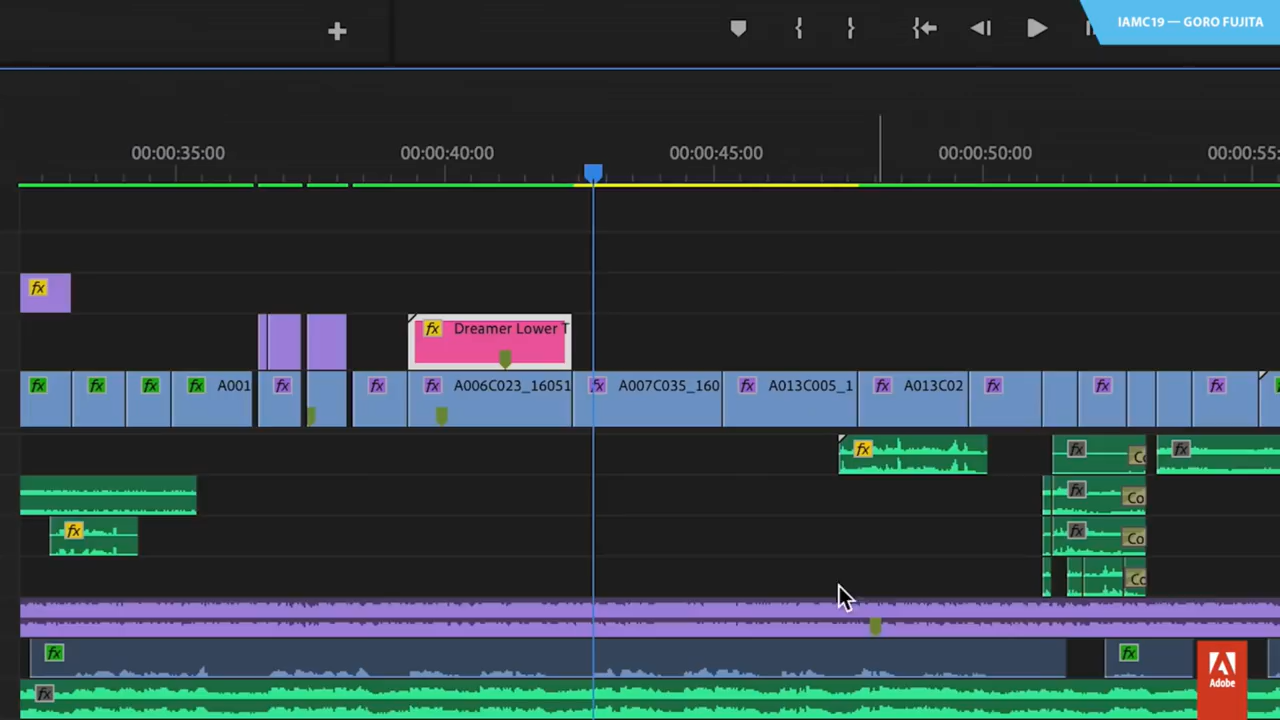 IAMC19 — GORO FUJITA
00:00:35:00
00:00:40:00
00:00:45:00
00:00:50:00
00:00:55:
fx
fx Dreamer Lower T
fx
fx
fx
fx A001
fx
fx
fx A006C023_16051
fx A007C035_160
fx A013C005_1
fx A013C02
fx
fx
fx
fx
fx
fx
fx Co
fx
fx Co
fx
fx Co
Co
fx
fx
fx
Adobe